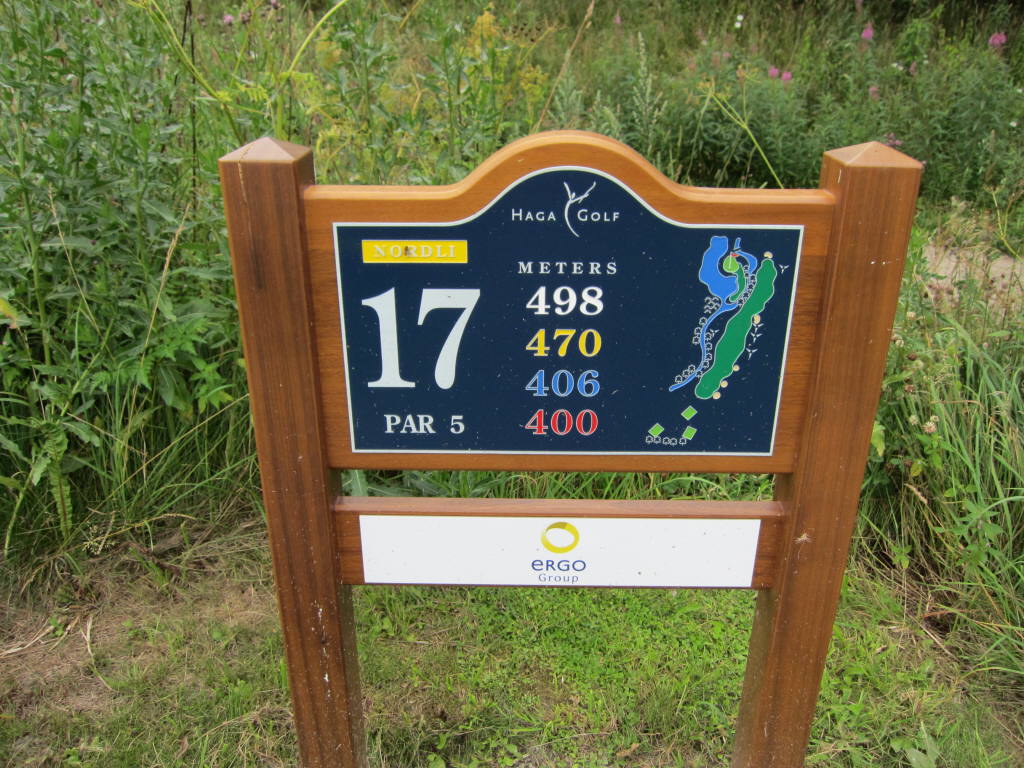 HAGA GOLF
NORDLI
17
PAR 5
METERS
498
470
406
400
eRGO
Group